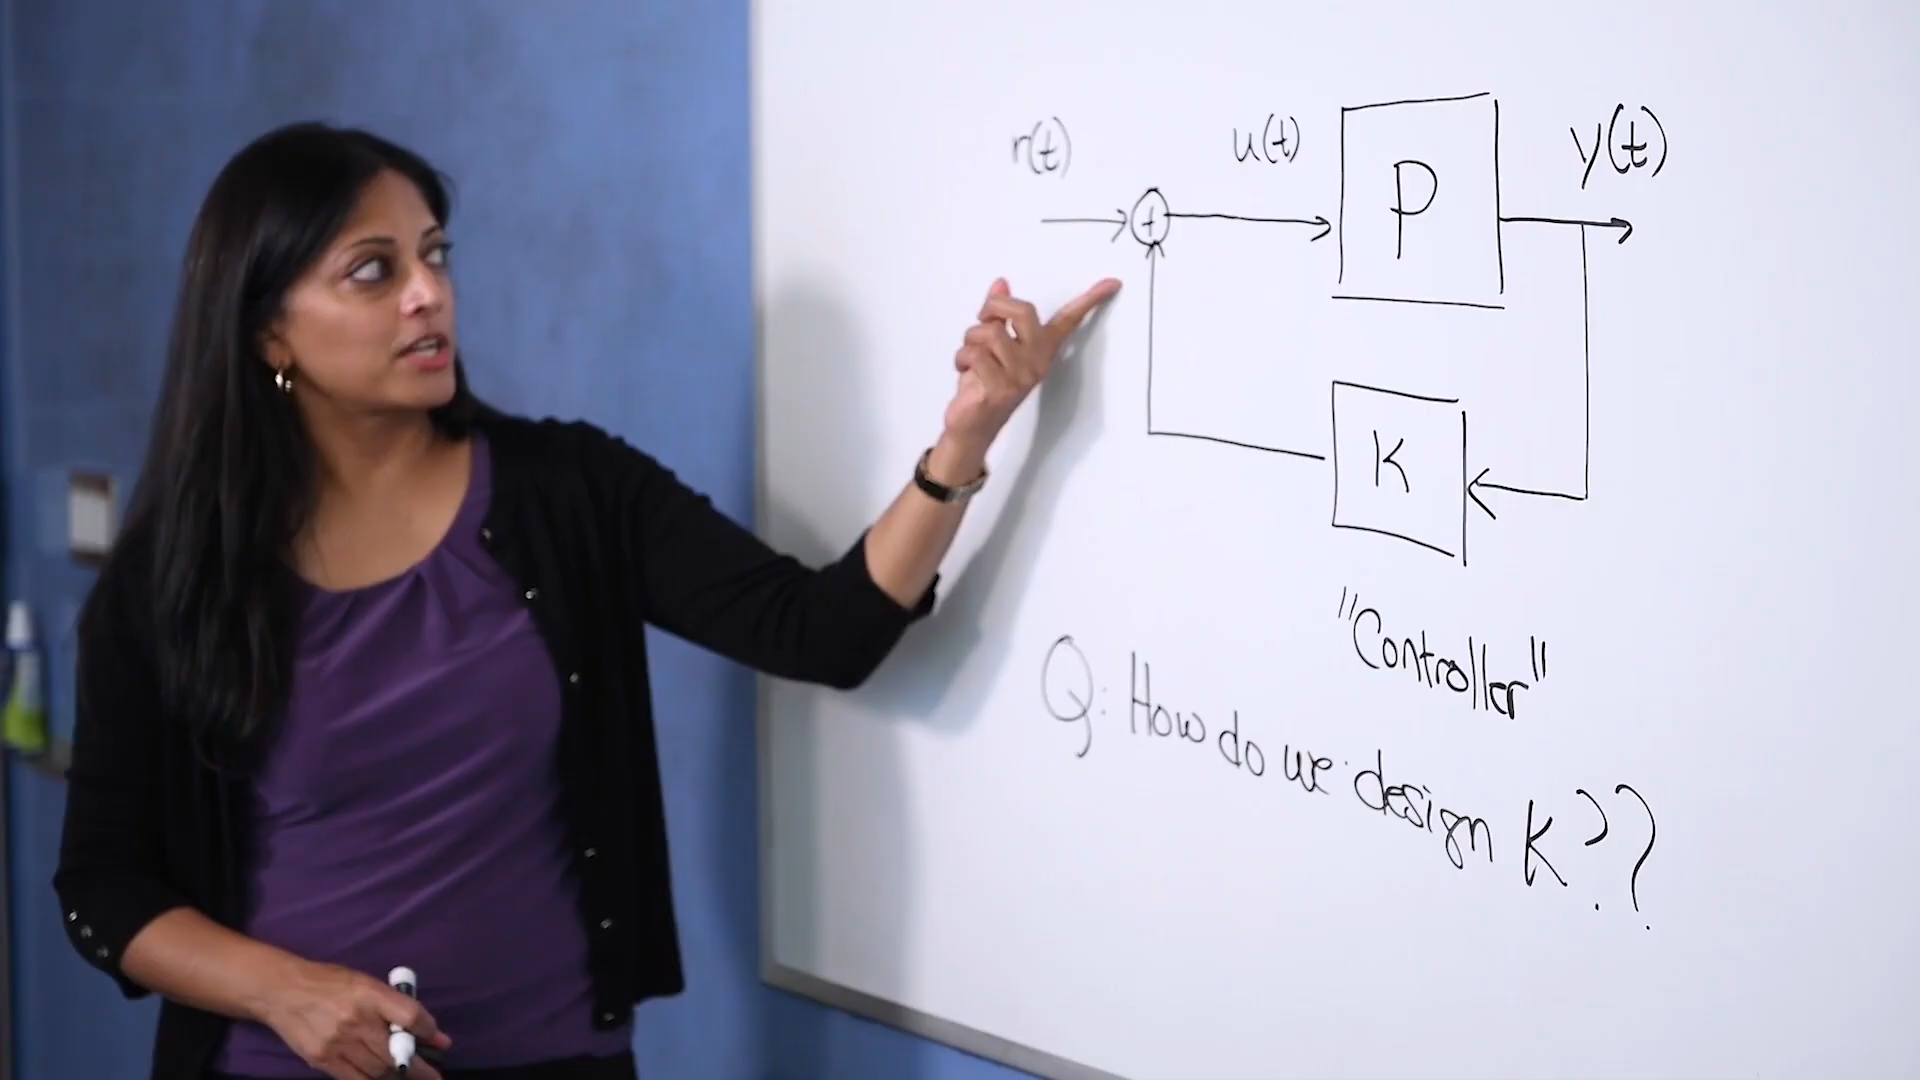 r(t)
u(t)
y(t)
+
P
K
"Controller"
Q: How do we design K??